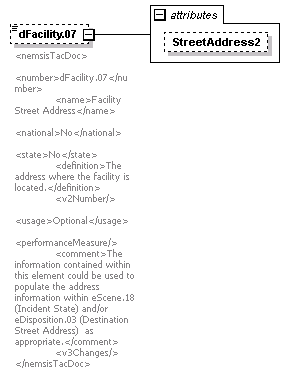 dFacility.07
attributes
StreetAddress2
<nemsisTacDoc>
<number>dFacility.07</nu
mber>
<name>Facility
Street Address</name>
<national>No</national>
<state>No</state>
<definition>The
address where the facility is
located.</definition>
<v2Number/>
<usage>Optional</usage>
<performanceMeasure/>
<comment>The
information contained within
this element could be used to
populate the address
information within eScene.18
(Incident State) and/or
eDisposition.03 (Destination
Street Address)  as
appropriate.</comment>
<v3Changes/>
</nemsisTacDoc>